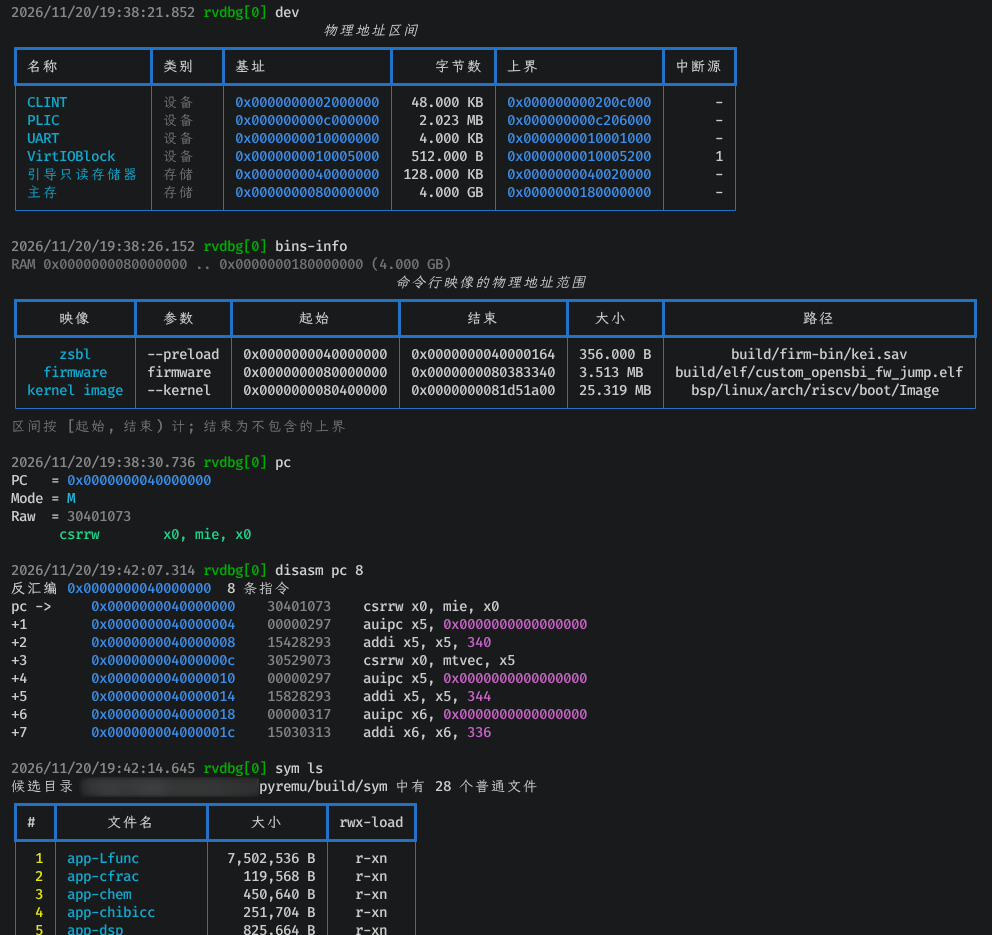 2026/11/20/19:38:21.852 rvdbg[0] dev
物理地址区间
名称 类别 基址 字节数 上界 中断源
CLINT 设备 0x0000000002000000 48.000 KB 0x000000000200c000 –
PLIC 设备 0x000000000c000000 2.023 MB 0x000000000c206000 –
UART 设备 0x0000000010000000 4.000 KB 0x0000000010001000 –
VirtIOBlock 设备 0x0000000010005000 512.000 B 0x0000000010005200 1
引导只读存储器 存储 0x0000000040000000 128.000 KB 0x0000000040020000 –
主存 存储 0x0000000080000000 4.000 GB 0x0000000180000000 –
2026/11/20/19:38:26.152 rvdbg[0] bins-info
RAM 0x0000000080000000 .. 0x0000000180000000 (4.000 GB)
命令行映像的物理地址范围
映像 参数 起始 结束 大小 路径
zsbl --preload 0x0000000040000000 0x0000000040000164 356.000 B build/firm-bin/kei.sav
firmware firmware 0x0000000080000000 0x0000000080383340 3.513 MB build/elf/custom_opensbi_fw_jump.elf
kernel image --kernel 0x0000000080400000 0x0000000081d51a00 25.319 MB bsp/linux/arch/riscv/boot/Image
区间按 [起始, 结束) 计; 结束为不包含的上界
2026/11/20/19:38:30.736 rvdbg[0] pc
PC = 0x0000000040000000
Mode = M
Raw = 30401073
csrrw x0, mie, x0
2026/11/20/19:42:07.314 rvdbg[0] disasm pc 8
反汇编 0x0000000040000000 8 条指令
pc -> 0x0000000040000000 30401073 csrrw x0, mie, x0
+1 0x0000000040000004 00000297 auipc x5, 0x0000000000000000
+2 0x0000000040000008 15428293 addi x5, x5, 340
+3 0x000000004000000c 30529073 csrrw x0, mtvec, x5
+4 0x0000000040000010 00000297 auipc x5, 0x0000000000000000
+5 0x0000000040000014 15828293 addi x5, x5, 344
+6 0x0000000040000018 00000317 auipc x6, 0x0000000000000000
+7 0x000000004000001c 15030313 addi x6, x6, 336
2026/11/20/19:42:14.645 rvdbg[0] sym ls
候选目录 pyremu/build/sym 中有 28 个普通文件
# 文件名 大小 rwx-load
1 app-Lfunc 7,502,536 B r-xn
2 app-cfrac 119,568 B r-xn
3 app-chem 450,640 B r-xn
4 app-chibicc 251,704 B r-xn
5 app-dsp 825,664 B r-xn